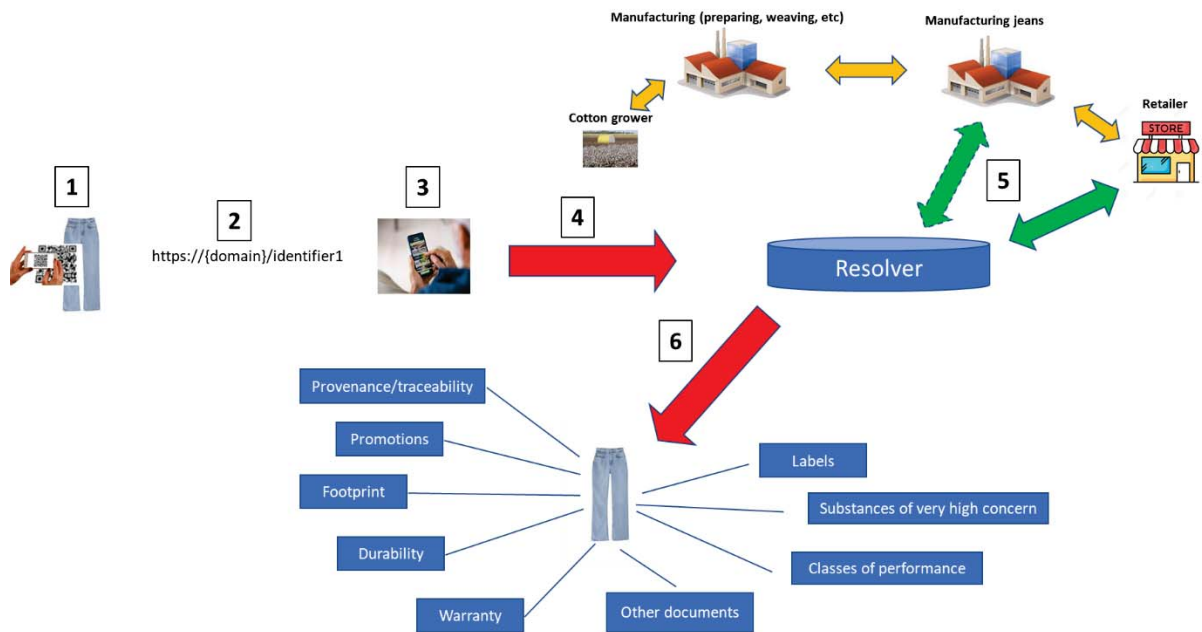 Manufacturing (preparing, weaving, etc)
Manufacturing jeans
Retailer
STORE
Cotton grower
1
2
3
4
5
https://{domain}/identifier1
Resolver
6
Provenance/traceability
Promotions
Footprint
Durability
Warranty
Labels
Substances of very high concern
Classes of performance
Other documents